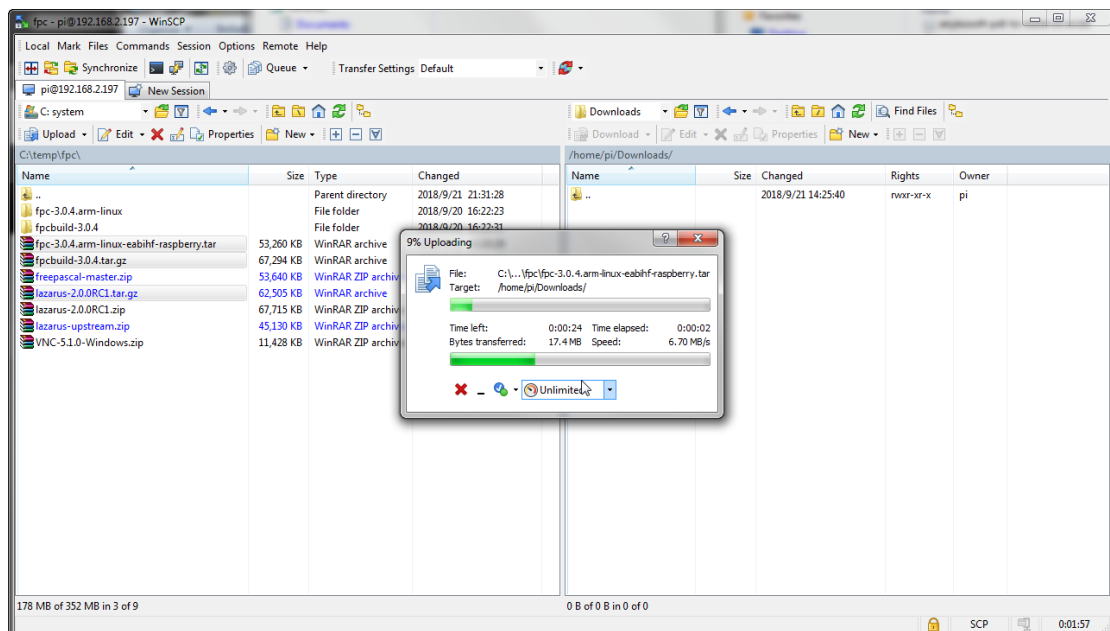 fpc - pi@192.168.2.197 - WinSCP
Local Mark Files Commands Session Options Remote Help
Synchronize Queue Transfer Settings Default
pi@192.168.2.197 New Session
C: system Downloads Find Files
Upload Edit Properties New Download Edit Properties New
C:\temp\fpc\ /home/pi/Downloads/
Name Size Type Changed Name Size Changed Rights Owner
.. Parent directory 2018/9/21 21:31:28 .. 2018/9/21 14:25:40 rwxr-xr-x pi
fpc-3.0.4.arm-linux File folder 2018/9/20 16:22:23
fpcbuild-3.0.4 File folder 2018/9/20 16:22:31
fpc-3.0.4.arm-linux-eabihf-raspberry.tar 53,260 KB WinRAR archive
fpcbuild-3.0.4.tar.gz 67,294 KB WinRAR archive
freepascal-master.zip 53,640 KB WinRAR ZIP archiv
lazarus-2.0.0RC1.tar.gz 62,505 KB WinRAR archive
lazarus-2.0.0RC1.zip 67,715 KB WinRAR ZIP archiv
lazarus-upstream.zip 45,130 KB WinRAR ZIP archiv
VNC-5.1.0-Windows.zip 11,428 KB WinRAR ZIP archiv
9% Uploading
File: C:\...\fpc\fpc-3.0.4.arm-linux-eabihf-raspberry.tar
Target: /home/pi/Downloads/
Time left: 0:00:24 Time elapsed: 0:00:02
Bytes transferred: 17.4 MB Speed: 6.70 MB/s
Unlimited
178 MB of 352 MB in 3 of 9 0 B of 0 B in 0 of 0
SCP 0:01:57